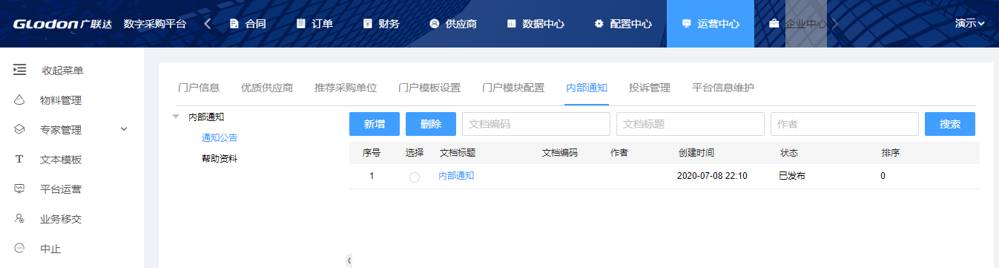 GLODON广联达 数字采购平台 合同 订单 财务 供应商 数据中心 配置中心 运营中心 企业中心 演示
收起菜单
物料管理
专家管理
文本模板
平台运营
业务移交
中止
门户信息 优质供应商 推荐采购单位 门户模板设置 门户模块配置 内部通知 投诉管理 平台信息维护
内部通知
通知公告
帮助资料
新增 删除 文档编码 文档标题 作者 搜索
序号 选择 文档标题 文档编码 作者 创建时间 状态 排序
1 内部通知 2020-07-08 22:10 已发布 0